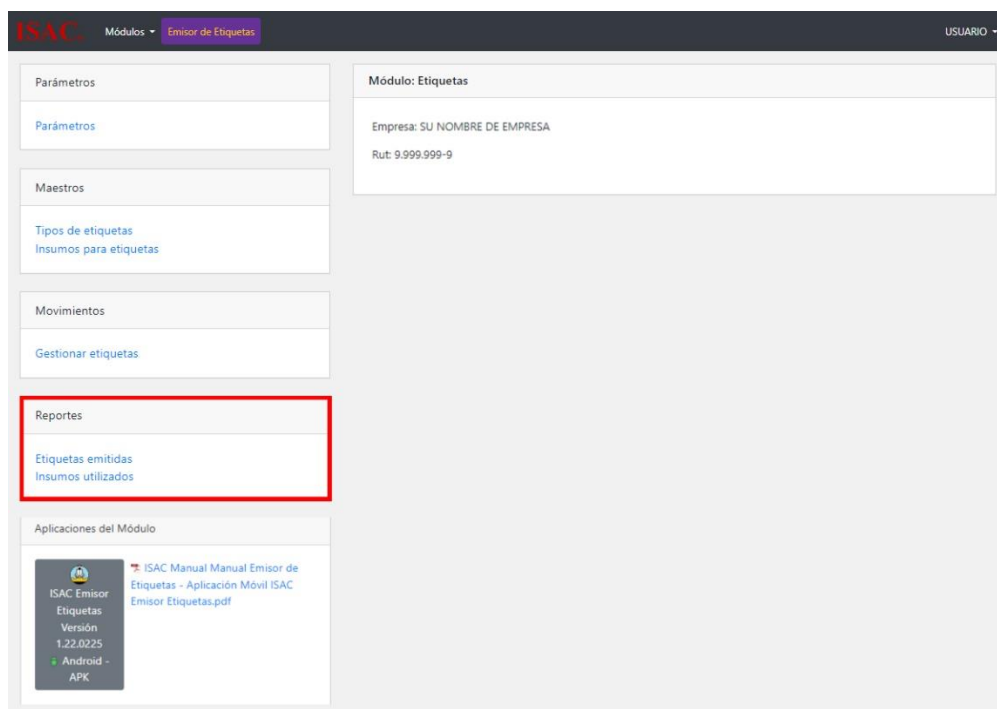 ISAC. Módulos Emisor de Etiquetas USUARIO
Parámetros
Parámetros
Maestros
Tipos de etiquetas
Insumos para etiquetas
Movimientos
Gestionar etiquetas
Reportes
Etiquetas emitidas
Insumos utilizados
Aplicaciones del Módulo
ISAC Emisor
Etiquetas
Versión
1.22.0225
Android -
APK
ISAC Manual Manual Emisor de
Etiquetas - Aplicación Móvil ISAC
Emisor Etiquetas.pdf
Módulo: Etiquetas
Empresa: SU NOMBRE DE EMPRESA
Rut: 9.999.999-9